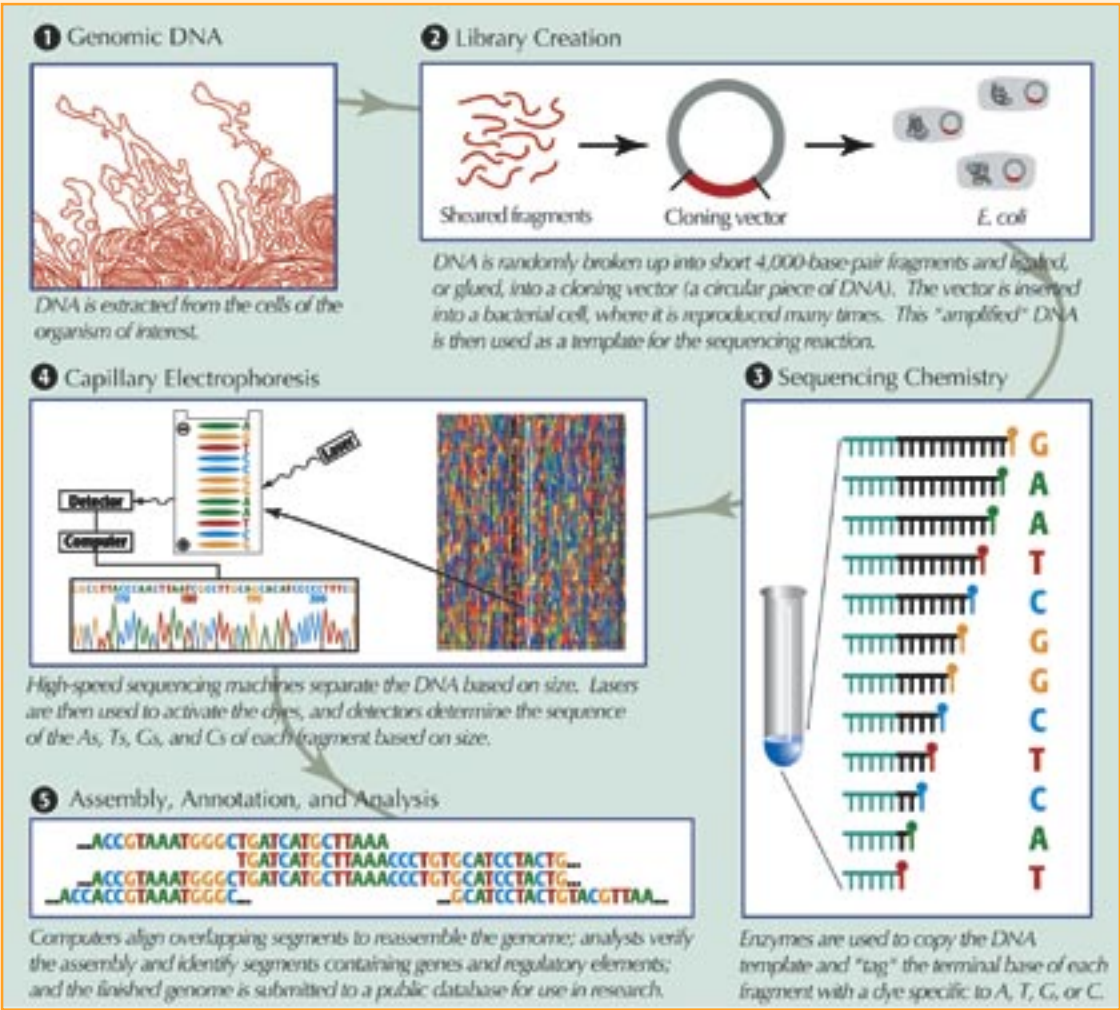 1 Genomic DNA
DNA is extracted from the cells of the
organism of interest.
2 Library Creation
Sheared fragments
Cloning vector
E. coli
DNA is randomly broken up into short 4,000-base-pair fragments and ligated,
or glued, into a cloning vector (a circular piece of DNA). The vector is inserted
into a bacterial cell, where it is reproduced many times. This "amplified" DNA
is then used as a template for the sequencing reaction.
3 Sequencing Chemistry
G
A
A
T
C
G
G
C
T
C
A
T
Enzymes are used to copy the DNA
template and "tag" the terminal base of each
fragment with a dye specific to A, T, G, or C.
4 Capillary Electrophoresis
Laser
Detector
Computer
High-speed sequencing machines separate the DNA based on size. Lasers
are then used to activate the dyes, and detectors determine the sequence
of the As, Ts, Gs, and Cs of each fragment based on size.
5 Assembly, Annotation, and Analysis
...ACCGTAAATGGGCTGATCATGCTTAAA
TGATCATGCTTAAACCCTGTGCATCCTACTG...
...ACCGTAAATGGGCTGATCATGCTTAAACCCTGTGCATCCTACTG...
...ACCACCGTAAATGGGC... ...GCATCCTACTGTACGTTAA...
Computers align overlapping segments to reassemble the genome; analysts verify
the assembly and identify segments containing genes and regulatory elements;
and the finished genome is submitted to a public database for use in research.